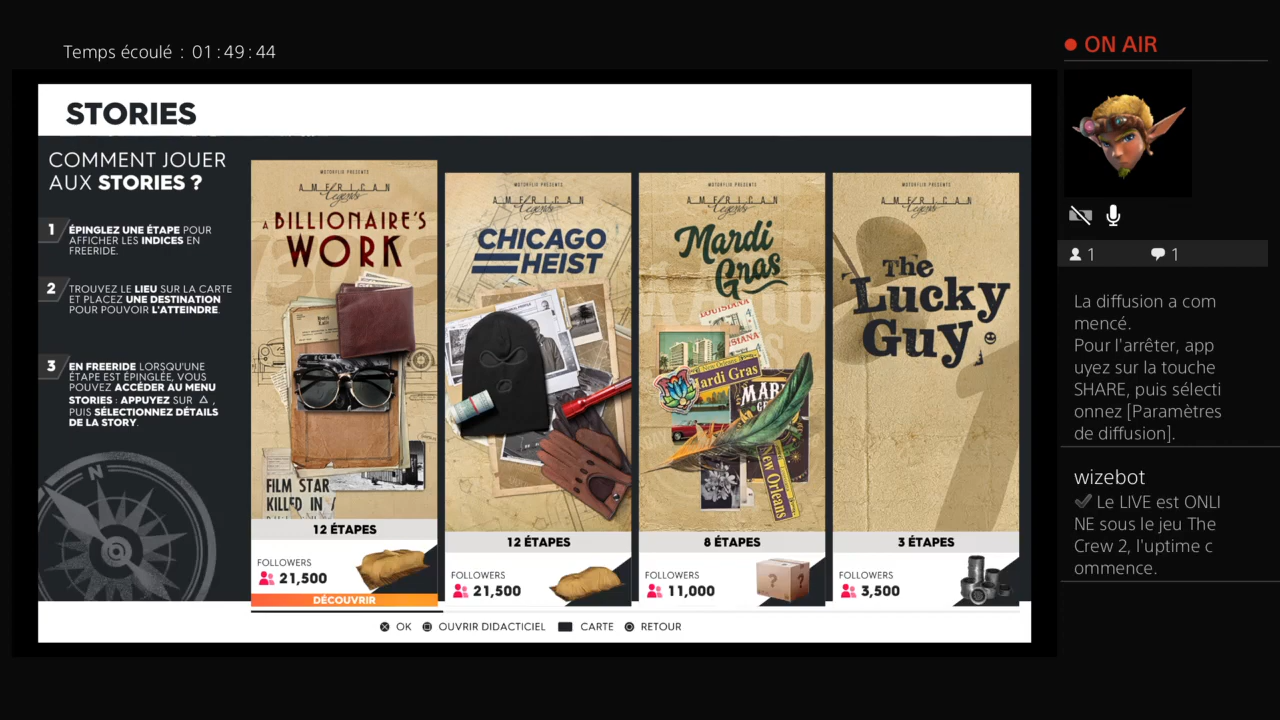 Temps écoulé : 01:49:44
ON AIR
STORIES
COMMENT JOUER
AUX STORIES ?
1 ÉPINGLEZ UNE ÉTAPE POUR
AFFICHER LES INDICES EN
FREERIDE.
2 TROUVEZ LE LIEU SUR LA CARTE
ET PLACEZ UNE DESTINATION
POUR POUVOIR L'ATTEINDRE.
3 EN FREERIDE LORSQU'UNE
ÉTAPE EST ÉPINGLÉE, VOUS
POUVEZ ACCÉDER AU MENU
STORIES : APPUYEZ SUR △,
PUIS SÉLECTIONNEZ DÉTAILS
DE LA STORY.
N
MOTORFLIX PRESENTS
AMERICAN
Legends
A BILLIONAIRE'S
WORK
FILM STAR
KILLED IN
12 ÉTAPES
FOLLOWERS
21,500
DÉCOUVRIR
MOTORFLIX PRESENTS
AMERICAN
Legends
CHICAGO
HEIST
12 ÉTAPES
FOLLOWERS
21,500
MOTORFLIX PRESENTS
AMERICAN
Legends
Mardi
Gras
LOUISIANA
Mardi Gras
MARDI
New Orleans
8 ÉTAPES
FOLLOWERS
11,000
? ?
MOTORFLIX PRESENTS
AMERICAN
Legends
The
Lucky
Guy
3 ÉTAPES
FOLLOWERS
3,500
OK OUVRIR DIDACTICIEL CARTE RETOUR
1 1
La diffusion a com
mencé.
Pour l'arrêter, app
uyez sur la touche
SHARE, puis sélecti
onnez [Paramètres
de diffusion].
wizebot
Le LIVE est ONLI
NE sous le jeu The
Crew 2, l'uptime c
ommence.